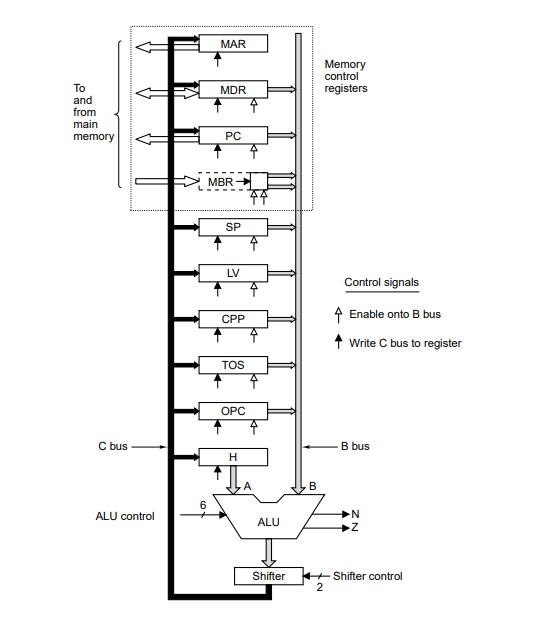 MAR
To
and
from
main
memory
MDR
PC
MBR
Memory
control
registers
SP
LV
CPP
TOS
OPC
H
Control signals
Enable onto B bus
Write C bus to register
C bus
B bus
A
B
6
ALU control
ALU
N
Z
Shifter
Shifter control
2